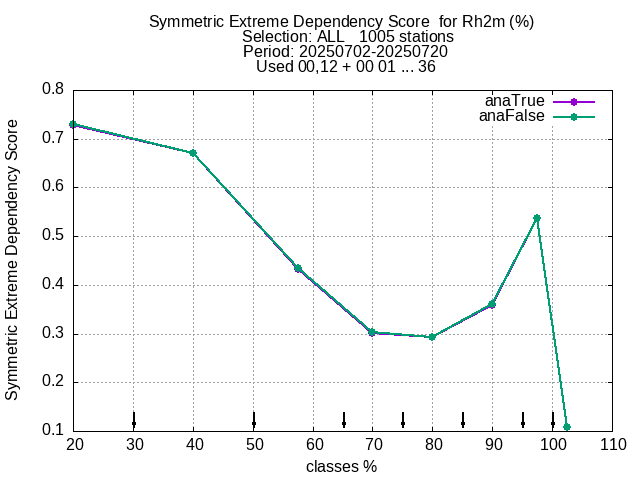 Symmetric Extreme Dependency Score  for Rh2m (%)
Selection: ALL   1005 stations
Period: 20250702-20250720
Used 00,12 + 00 01 ... 36
anaTrue
anaFalse
Symmetric Extreme Dependency Score
0.8
0.7
0.6
0.5
0.4
0.3
0.2
0.1
20 30 40 50 60 70 80 90 100 110
classes %